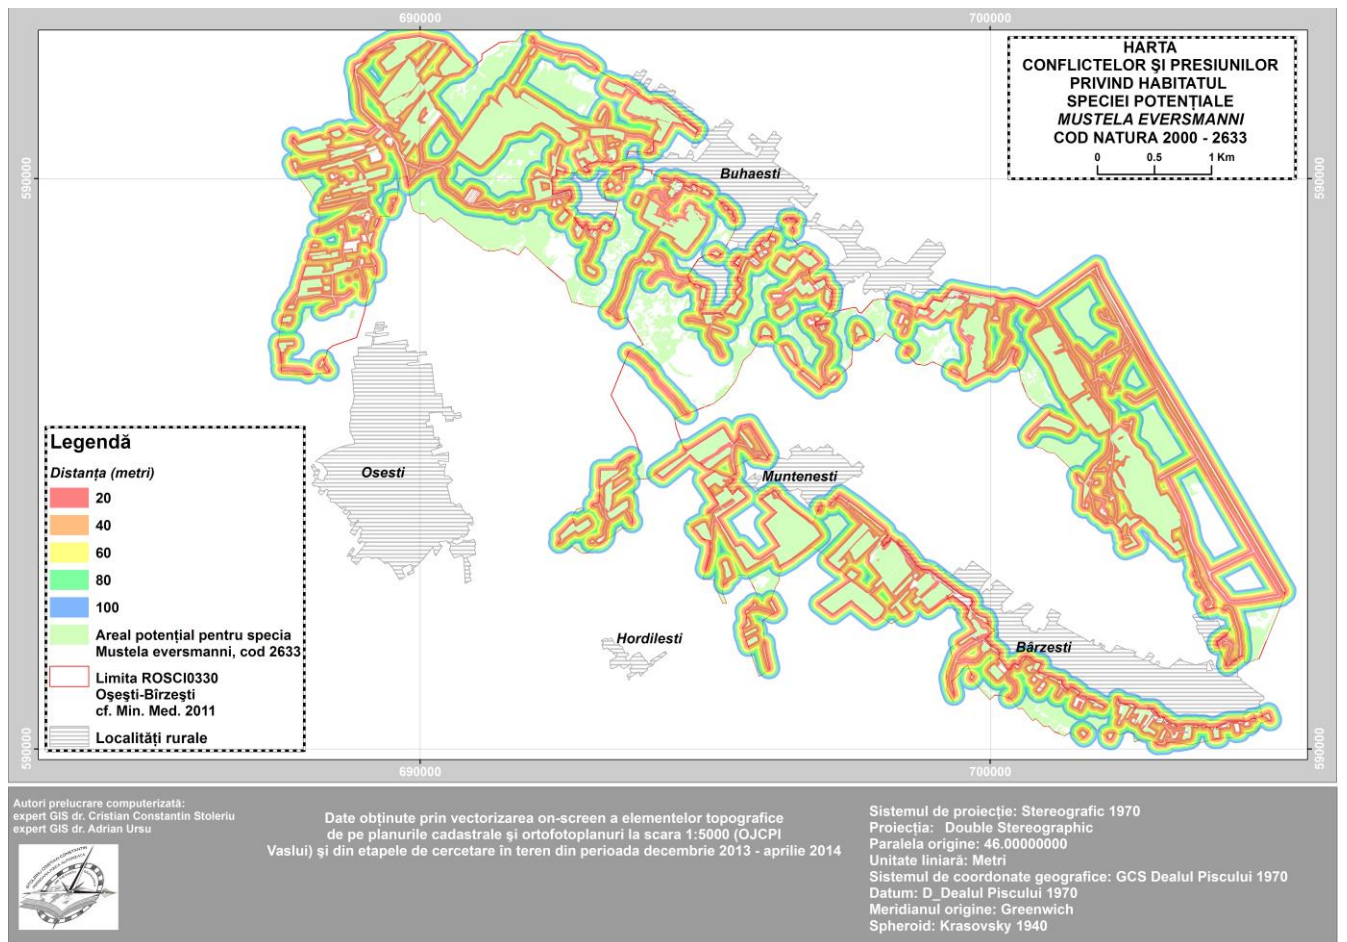 690000
700000
HARTA
CONFLICTELOR ŞI PRESIUNILOR
PRIVIND HABITATUL
SPECIEI POTENȚIALE
MUSTELA EVERSMANNI
COD NATURA 2000 - 2633
0 0.5 1 Km
590000
590000
Buhaesti
Osesti
Muntenesti
Hordilesti
Bârzesti
Legendă
Distanța (metri)
20
40
60
80
100
Areal potențial pentru specia
Mustela eversmanni, cod 2633
Limita ROSCI0330
Oşeşti-Bîrzeşti
cf. Min. Med. 2011
Localități rurale
590000
590000
690000
700000
Autori prelucrare computerizată:
expert GIS dr. Cristian Constantin Stoleriu
expert GIS dr. Adrian Ursu
Date obținute prin vectorizarea on-screen a elementelor topografice
de pe planurile cadastrale şi ortofotoplanuri la scara 1:5000 (OJCPI
Vaslui) şi din etapele de cercetare în teren din perioada decembrie 2013 - aprilie 2014
Sistemul de proiecție: Stereografic 1970
Proiecția: Double Stereographic
Paralela origine: 46.00000000
Unitate liniară: Metri
Sistemul de coordonate geografice: GCS Dealul Piscului 1970
Datum: D_Dealul Piscului 1970
Meridianul origine: Greenwich
Spheroid: Krasovsky 1940